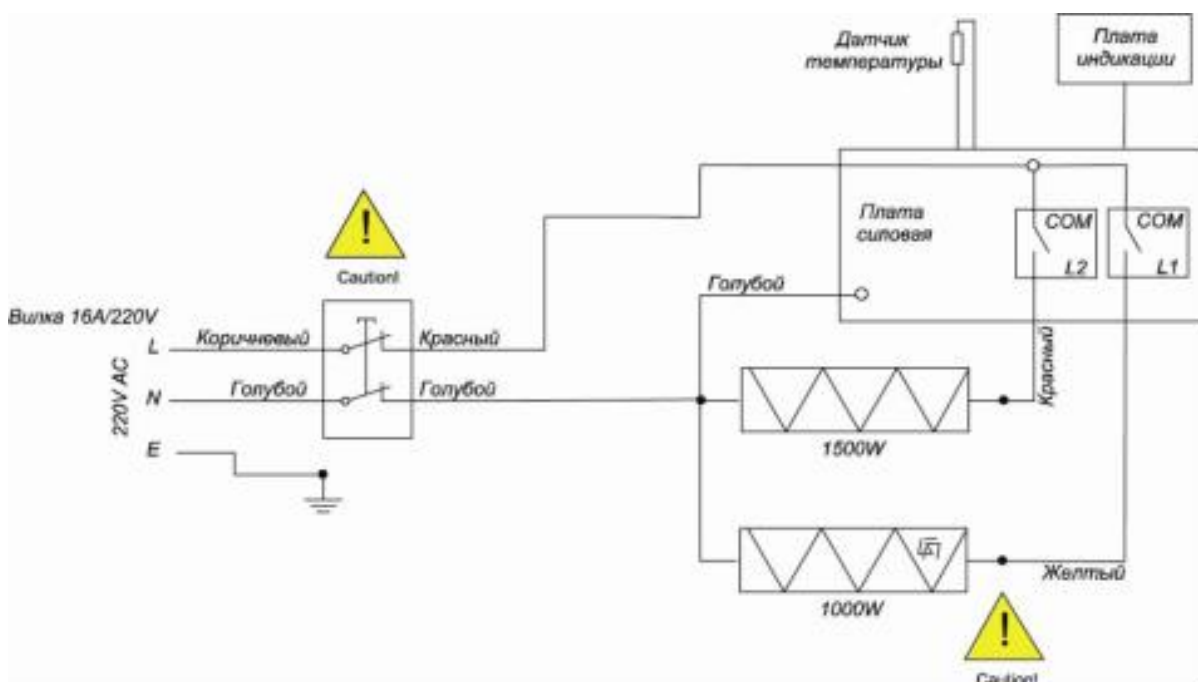 Датчик
температуры
Плата
индикации
!
Caution!
Плата
силовая
COM
L2
COM
L1
Голубой
Вилка 16А/220V
220V AC
L
Коричневый
Красный
N
Голубой
Голубой
E
Красный
1500W
1000W
Желтый
!
Caution!